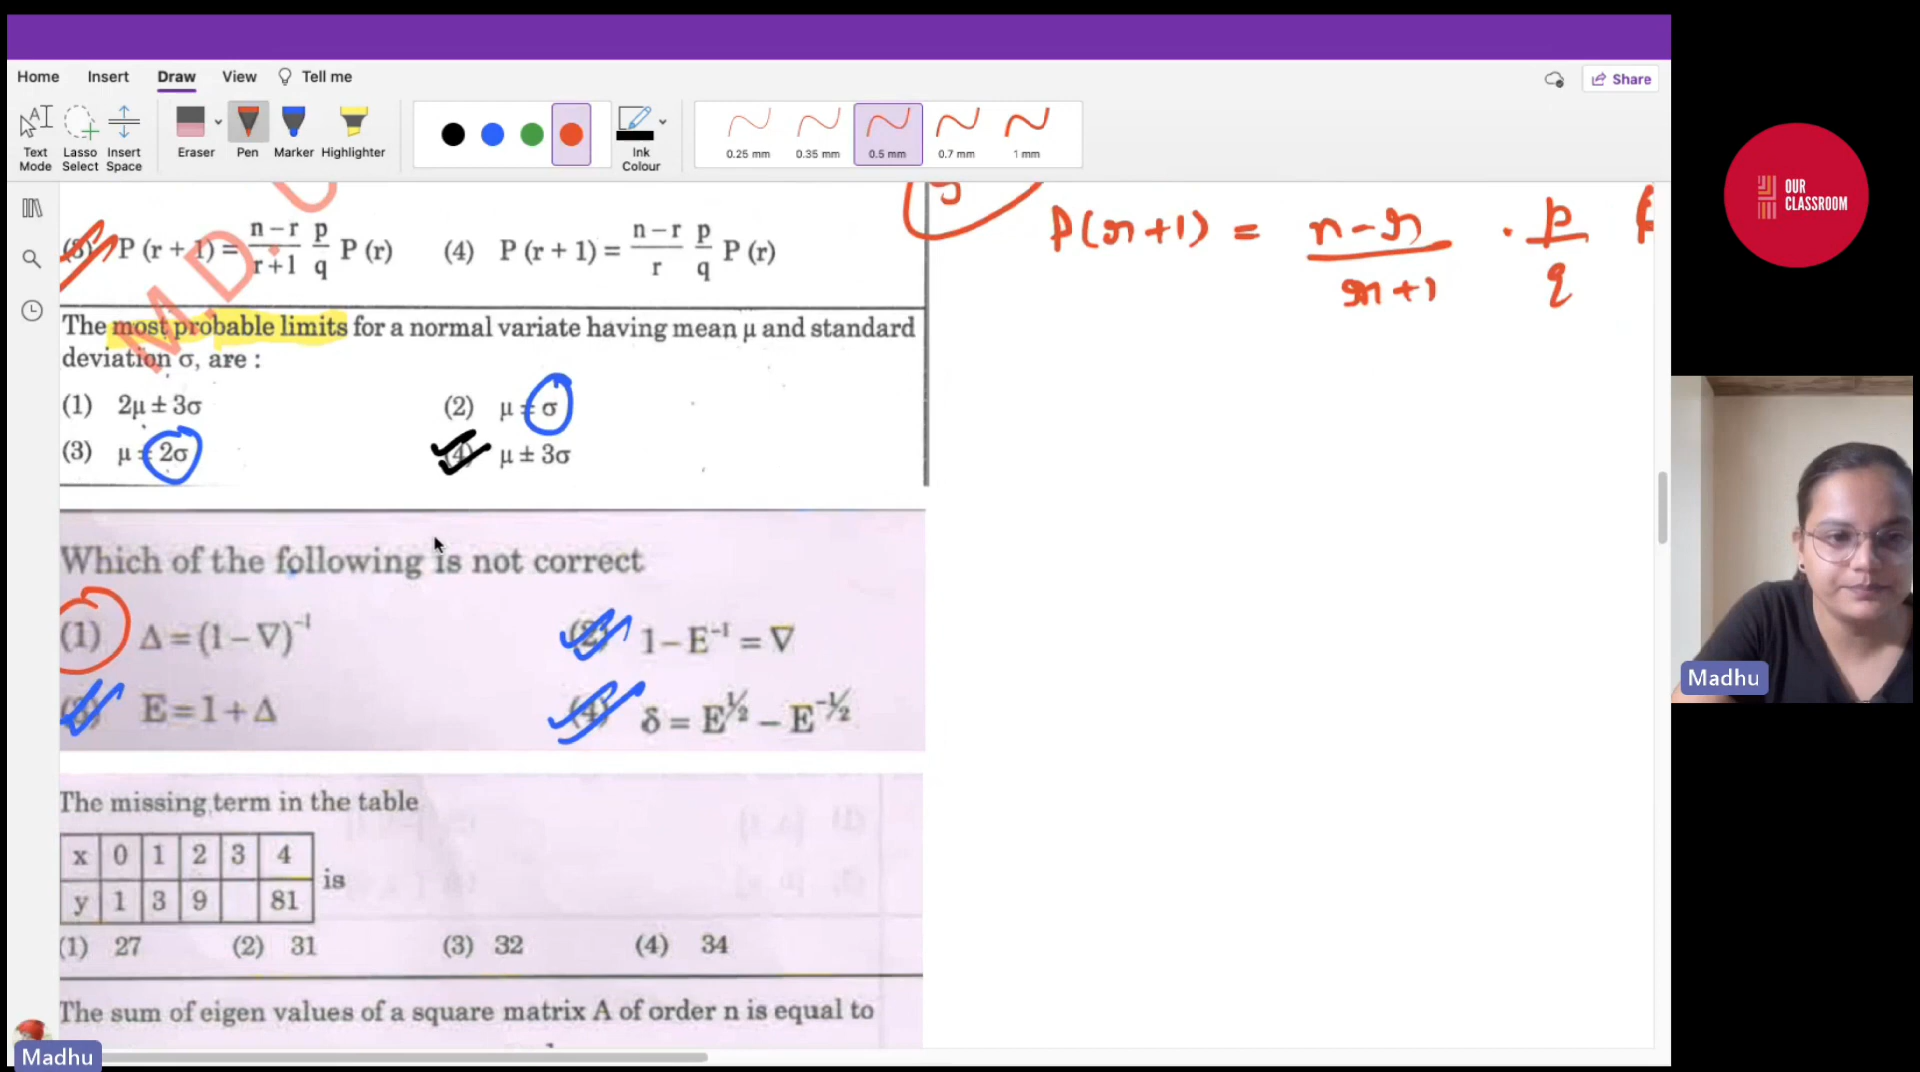 Home Insert Draw View Tell me
Share
Text Mode
Lasso Select
Insert Space
Eraser
Pen
Marker
Highlighter
Ink Colour
0.25 mm
0.35 mm
0.5 mm
0.7 mm
1 mm
OUR CLASSROOM
M.D.U
(3) P (r + 1) = n – r / r + 1 p / q P (r) (4) P (r + 1) = n – r / r p / q P (r)
P(r+1) = n-r / r+1 · p / q
The most probable limits for a normal variate having mean μ and standard
deviation σ, are :
(1) 2μ ± 3σ (2) μ ± σ
(3) μ ± 2σ (4) μ ± 3σ
Which of the following is not correct
(1) Δ = (1 – ∇)⁻¹ (2) 1 – E⁻¹ = ∇
(3) E = 1 + Δ (4) δ = E^½ – E^-½
The missing term in the table
x 0 1 2 3 4
y 1 3 9 81
is
(1) 27 (2) 31 (3) 32 (4) 34
The sum of eigen values of a square matrix A of order n is equal to
Madhu
Madhu